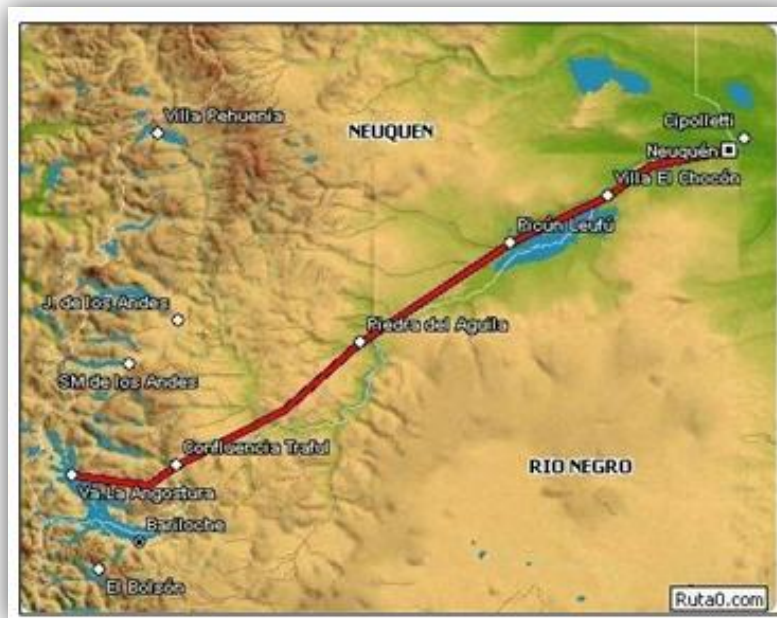 Villa Pehuenia
NEUQUEN
Cipolletti
Neuquén
Villa El Chocón
Picún Leufú
J. de los Andes
Piedra del Aguila
SM de los Andes
Confluencia Traful
RIO NEGRO
Va La Angostura
Bariloche
El Bolsón
Ruta0.com